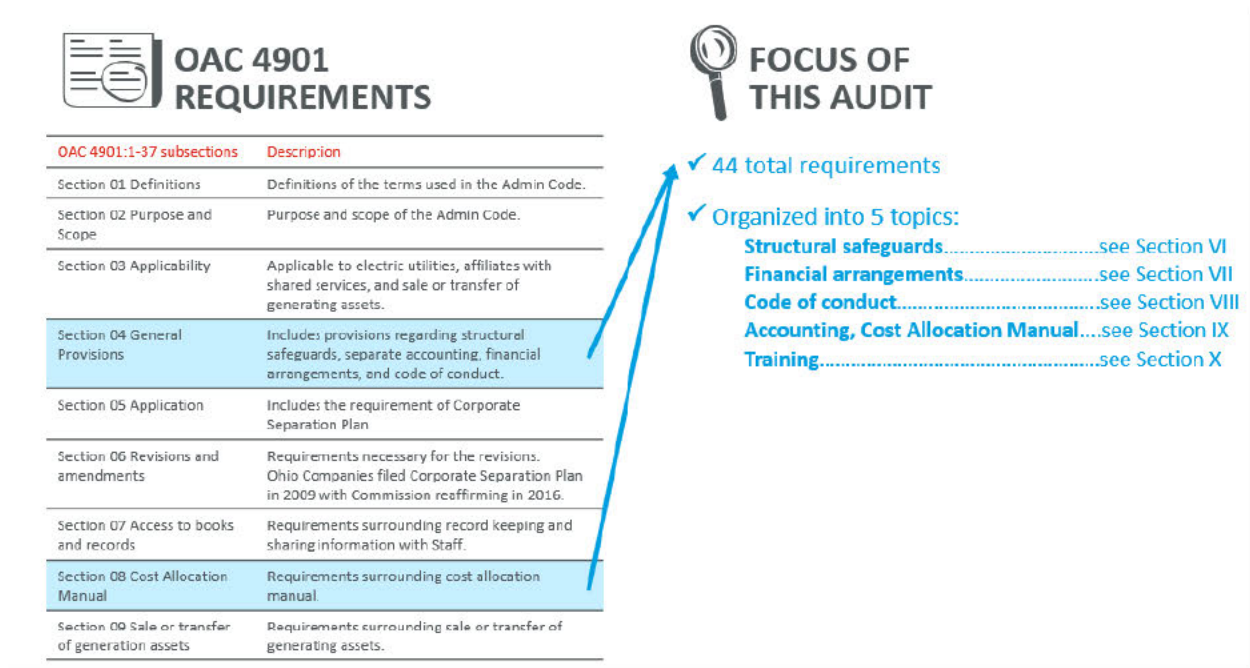 OAC 4901
REQUIREMENTS
OAC 4901:1-37 subsections Description
Section 01 Definitions Definitions of the terms used in the Admin Code.
Section 02 Purpose and Purpose and scope of the Admin Code.
Scope
Section 03 Applicability Applicable to electric utilities, affiliates with
shared services, and sale or transfer of
generating assets.
Section 04 General Includes provisions regarding structural
Provisions safeguards, separate accounting, financial
arrangements, and code of conduct.
Section 05 Application Includes the requirement of Corporate
Separation Plan
Section 06 Revisions and Requirements necessary for the revisions.
amendments Ohio Companies filed Corporate Separation Plan
in 2009 with Commission reaffirming in 2016.
Section 07 Access to books Requirements surrounding record keeping and
and records sharing information with Staff.
Section 08 Cost Allocation Requirements surrounding cost allocation
Manual manual.
Section 09 Sale or transfer Requirements surrounding sale or transfer of
of generation assets generating assets.
FOCUS OF
THIS AUDIT
✓ 44 total requirements
✓ Organized into 5 topics:
Structural safeguards..............................see Section VI
Financial arrangements..........................see Section VII
Code of conduct.......................................see Section VIII
Accounting, Cost Allocation Manual....see Section IX
Training......................................................see Section X